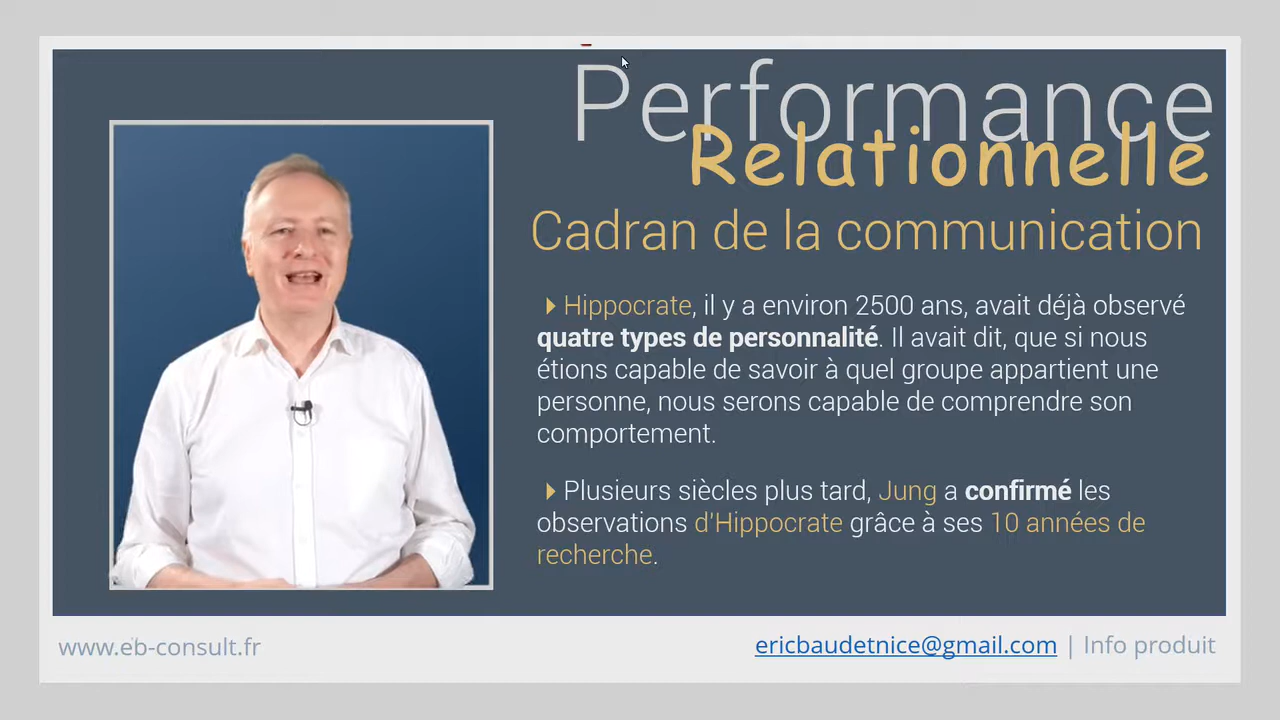 Performance
Relationnelle
Cadran de la communication
Hippocrate, il y a environ 2500 ans, avait déjà observé
quatre types de personnalité. Il avait dit, que si nous
étions capable de savoir à quel groupe appartient une
personne, nous serons capable de comprendre son
comportement.
Plusieurs siècles plus tard, Jung a confirmé les
observations d'Hippocrate grâce à ses 10 années de
recherche.
www.eb-consult.fr
ericbaudetnice@gmail.com | Info produit